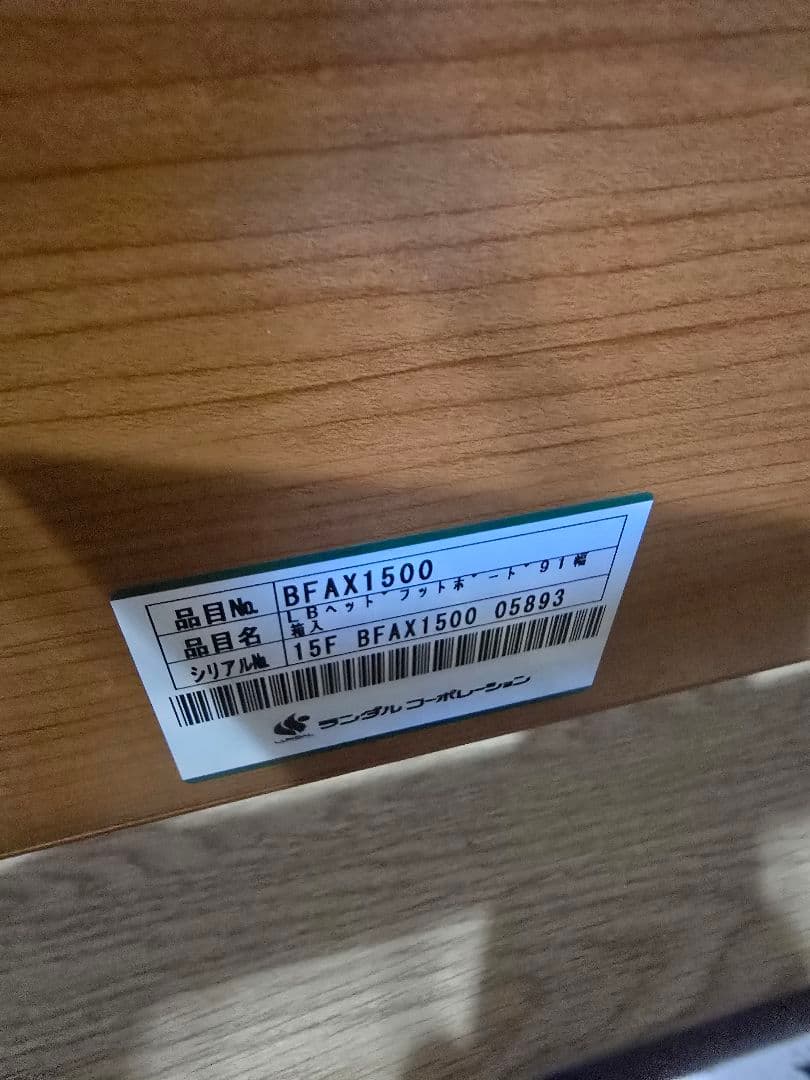 品目№ BFAX1500
品目名 LBヘッドフットボード91幅
箱入
シリアル№ 15F BFAX1500 05893
ランダルコーポレーション